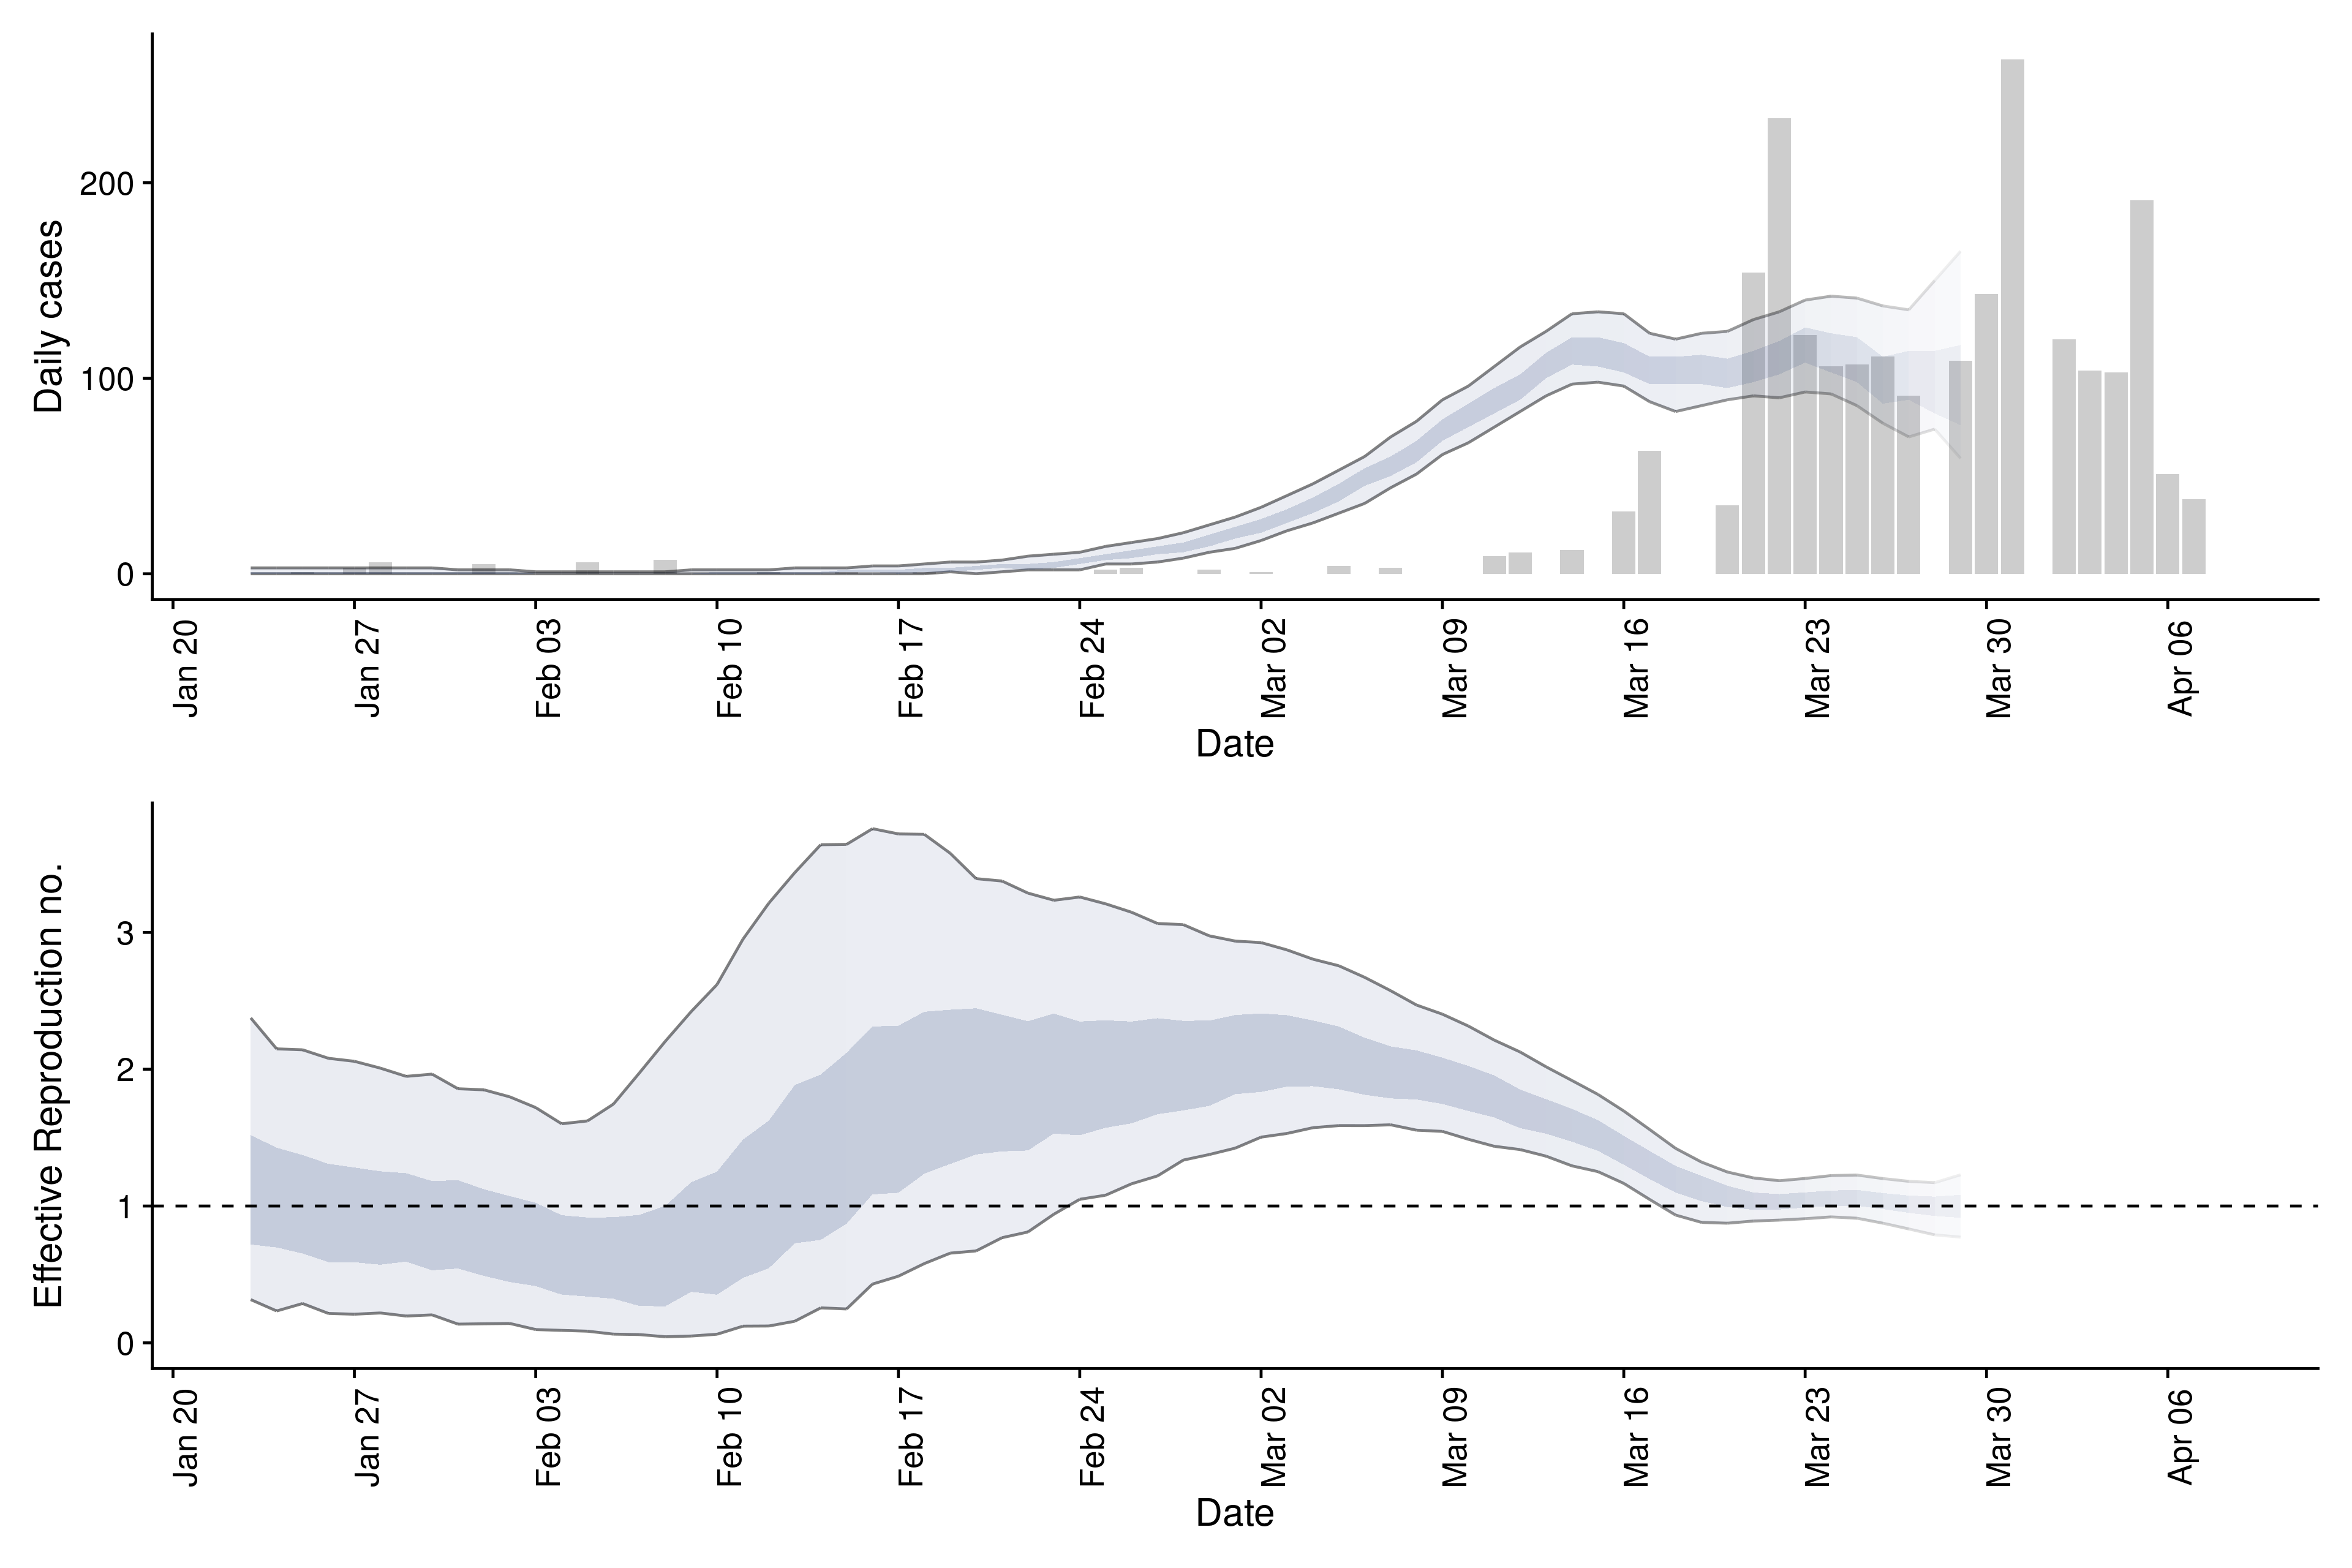 Daily cases
200
100
0
Jan 20
Jan 27
Feb 03
Feb 10
Feb 17
Feb 24
Mar 02
Mar 09
Mar 16
Mar 23
Mar 30
Apr 06
Date
Effective Reproduction no.
3
2
1
0
Jan 20
Jan 27
Feb 03
Feb 10
Feb 17
Feb 24
Mar 02
Mar 09
Mar 16
Mar 23
Mar 30
Apr 06
Date